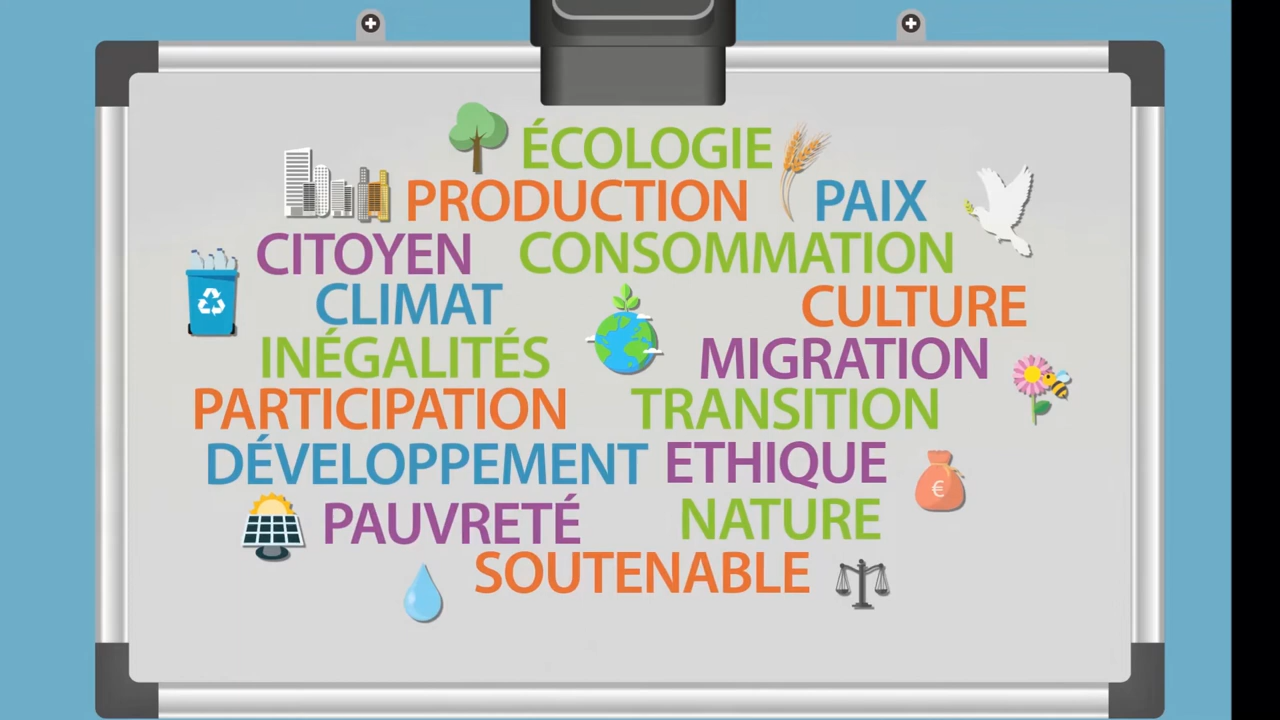 ÉCOLOGIE
PRODUCTION PAIX
CITOYEN CONSOMMATION
CLIMAT CULTURE
INÉGALITÉS MIGRATION
PARTICIPATION TRANSITION
DÉVELOPPEMENT ETHIQUE
€
PAUVRETÉ NATURE
SOUTENABLE